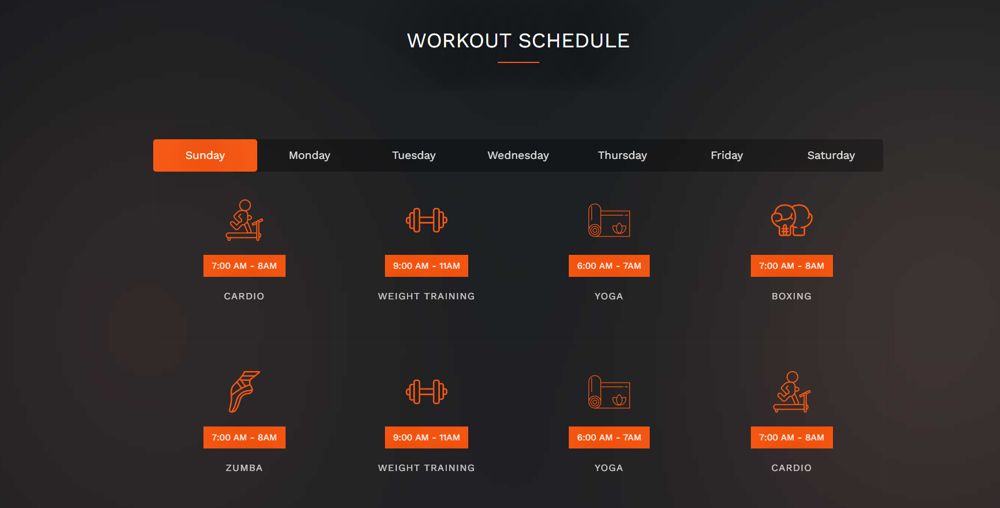 WORKOUT SCHEDULE
Sunday Monday Tuesday Wednesday Thursday Friday Saturday
7:00 AM - 8AM 9:00 AM - 11AM 6:00 AM - 7AM 7:00 AM - 8AM
CARDIO WEIGHT TRAINING YOGA BOXING
7:00 AM - 8AM 9:00 AM - 11AM 6:00 AM - 7AM 7:00 AM - 8AM
ZUMBA WEIGHT TRAINING YOGA CARDIO